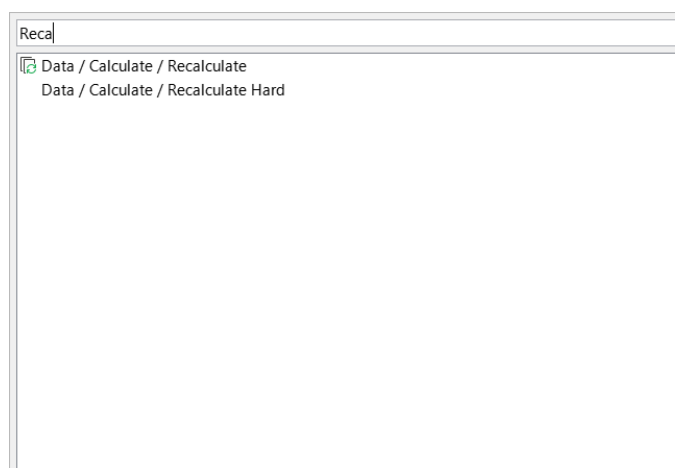 Reca
Data / Calculate / Recalculate
Data / Calculate / Recalculate Hard